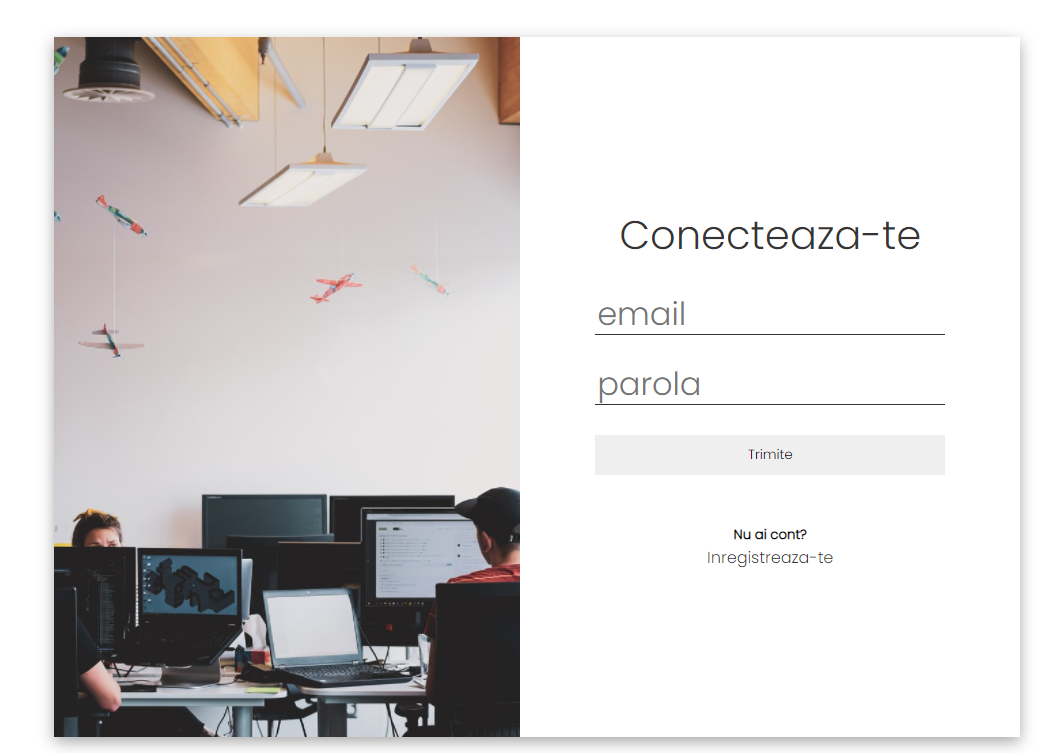 Conecteaza-te
email
parola
Trimite
Nu ai cont?
Inregistreaza-te